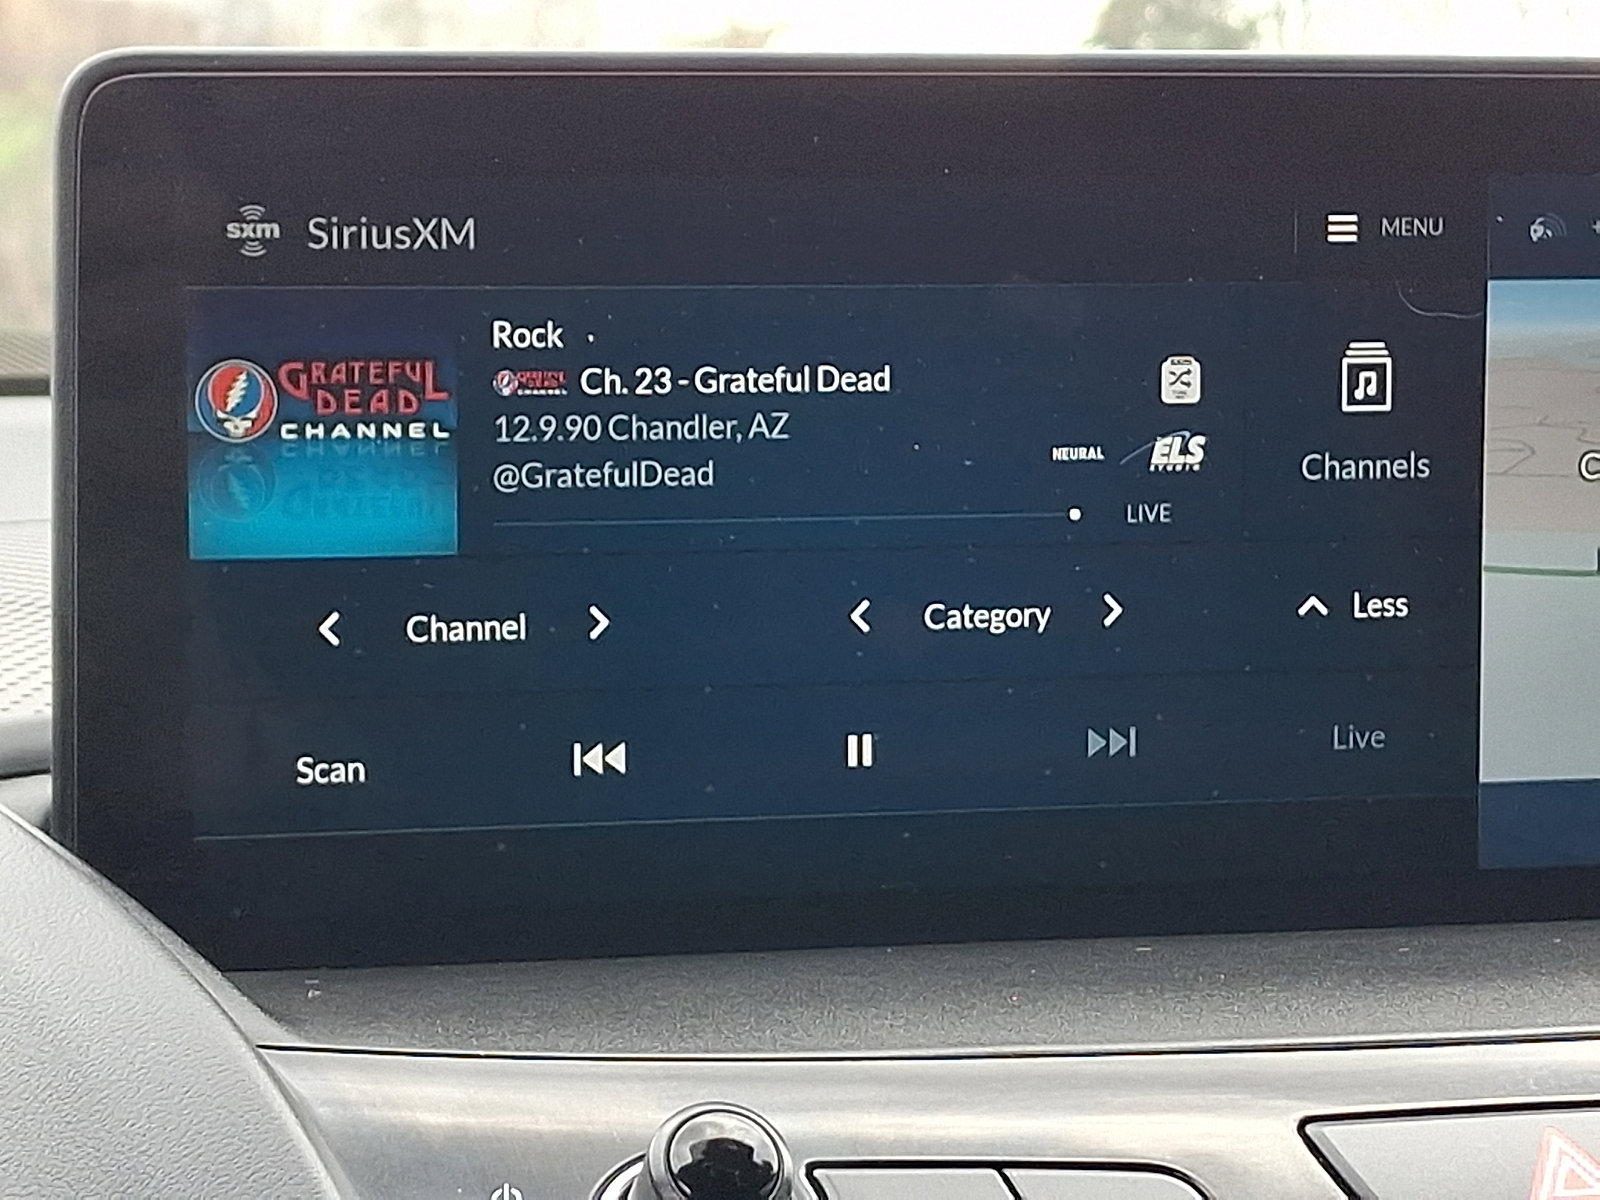 sxm SiriusXM
MENU
GRATEFUL
DEAD
CHANNEL
Rock
Ch. 23 - Grateful Dead
12.9.90 Chandler, AZ
@GratefulDead
NEURAL
ELS
STUDIO
LIVE
Channels
Channel
Category
Less
Scan
Live